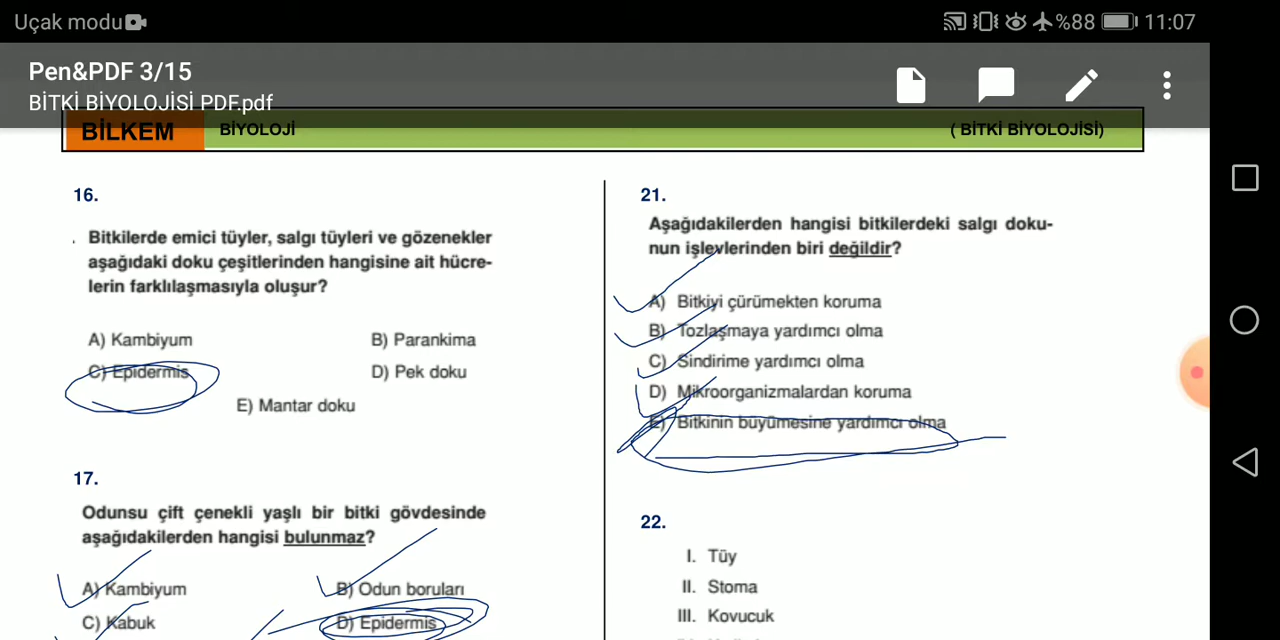 Uçak modu
%88 11:07
Pen&PDF 3/15
BİTKİ BİYOLOJİSİ PDF.pdf
BİLKEM BİYOLOJİ ( BİTKİ BİYOLOJİSİ)
16.
Bitkilerde emici tüyler, salgı tüyleri ve gözenekler
aşağıdaki doku çeşitlerinden hangisine ait hücre-
lerin farklılaşmasıyla oluşur?
A) Kambiyum B) Parankima
C) Epidermis D) Pek doku
E) Mantar doku
17.
Odunsu çift çenekli yaşlı bir bitki gövdesinde
aşağıdakilerden hangisi bulunmaz?
A) Kambiyum B) Odun boruları
C) Kabuk D) Epidermis
21.
Aşağıdakilerden hangisi bitkilerdeki salgı doku-
nun işlevlerinden biri değildir?
A) Bitkiyi çürümekten koruma
B) Tozlaşmaya yardımcı olma
C) Sindirime yardımcı olma
D) Mikroorganizmalardan koruma
E) Bitkinin büyümesine yardımcı olma
22.
I. Tüy
II. Stoma
III. Kovucuk